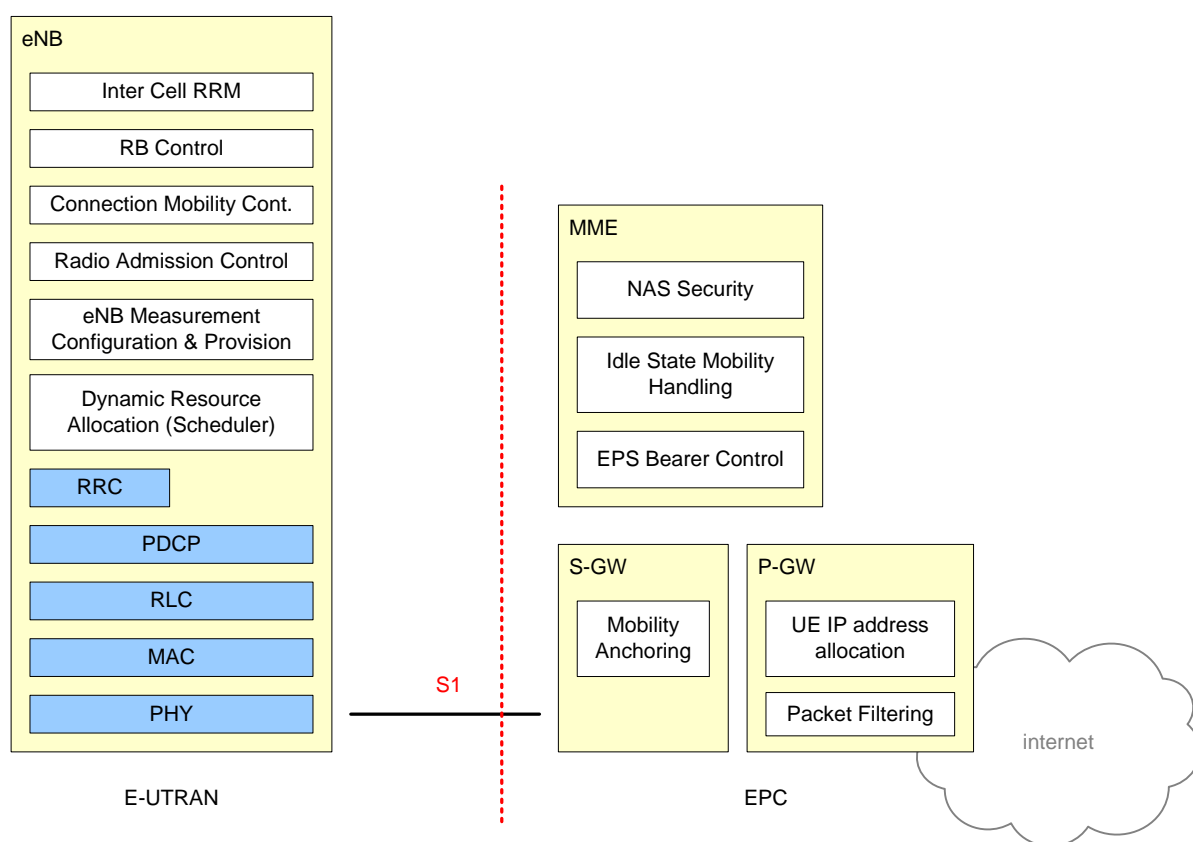 eNB
Inter Cell RRM
RB Control
Connection Mobility Cont.
Radio Admission Control
eNB Measurement
Configuration & Provision
Dynamic Resource
Allocation (Scheduler)
RRC
PDCP
RLC
MAC
PHY
S1
MME
NAS Security
Idle State Mobility
Handling
EPS Bearer Control
S-GW
Mobility
Anchoring
P-GW
UE IP address
allocation
Packet Filtering
internet
E-UTRAN
EPC